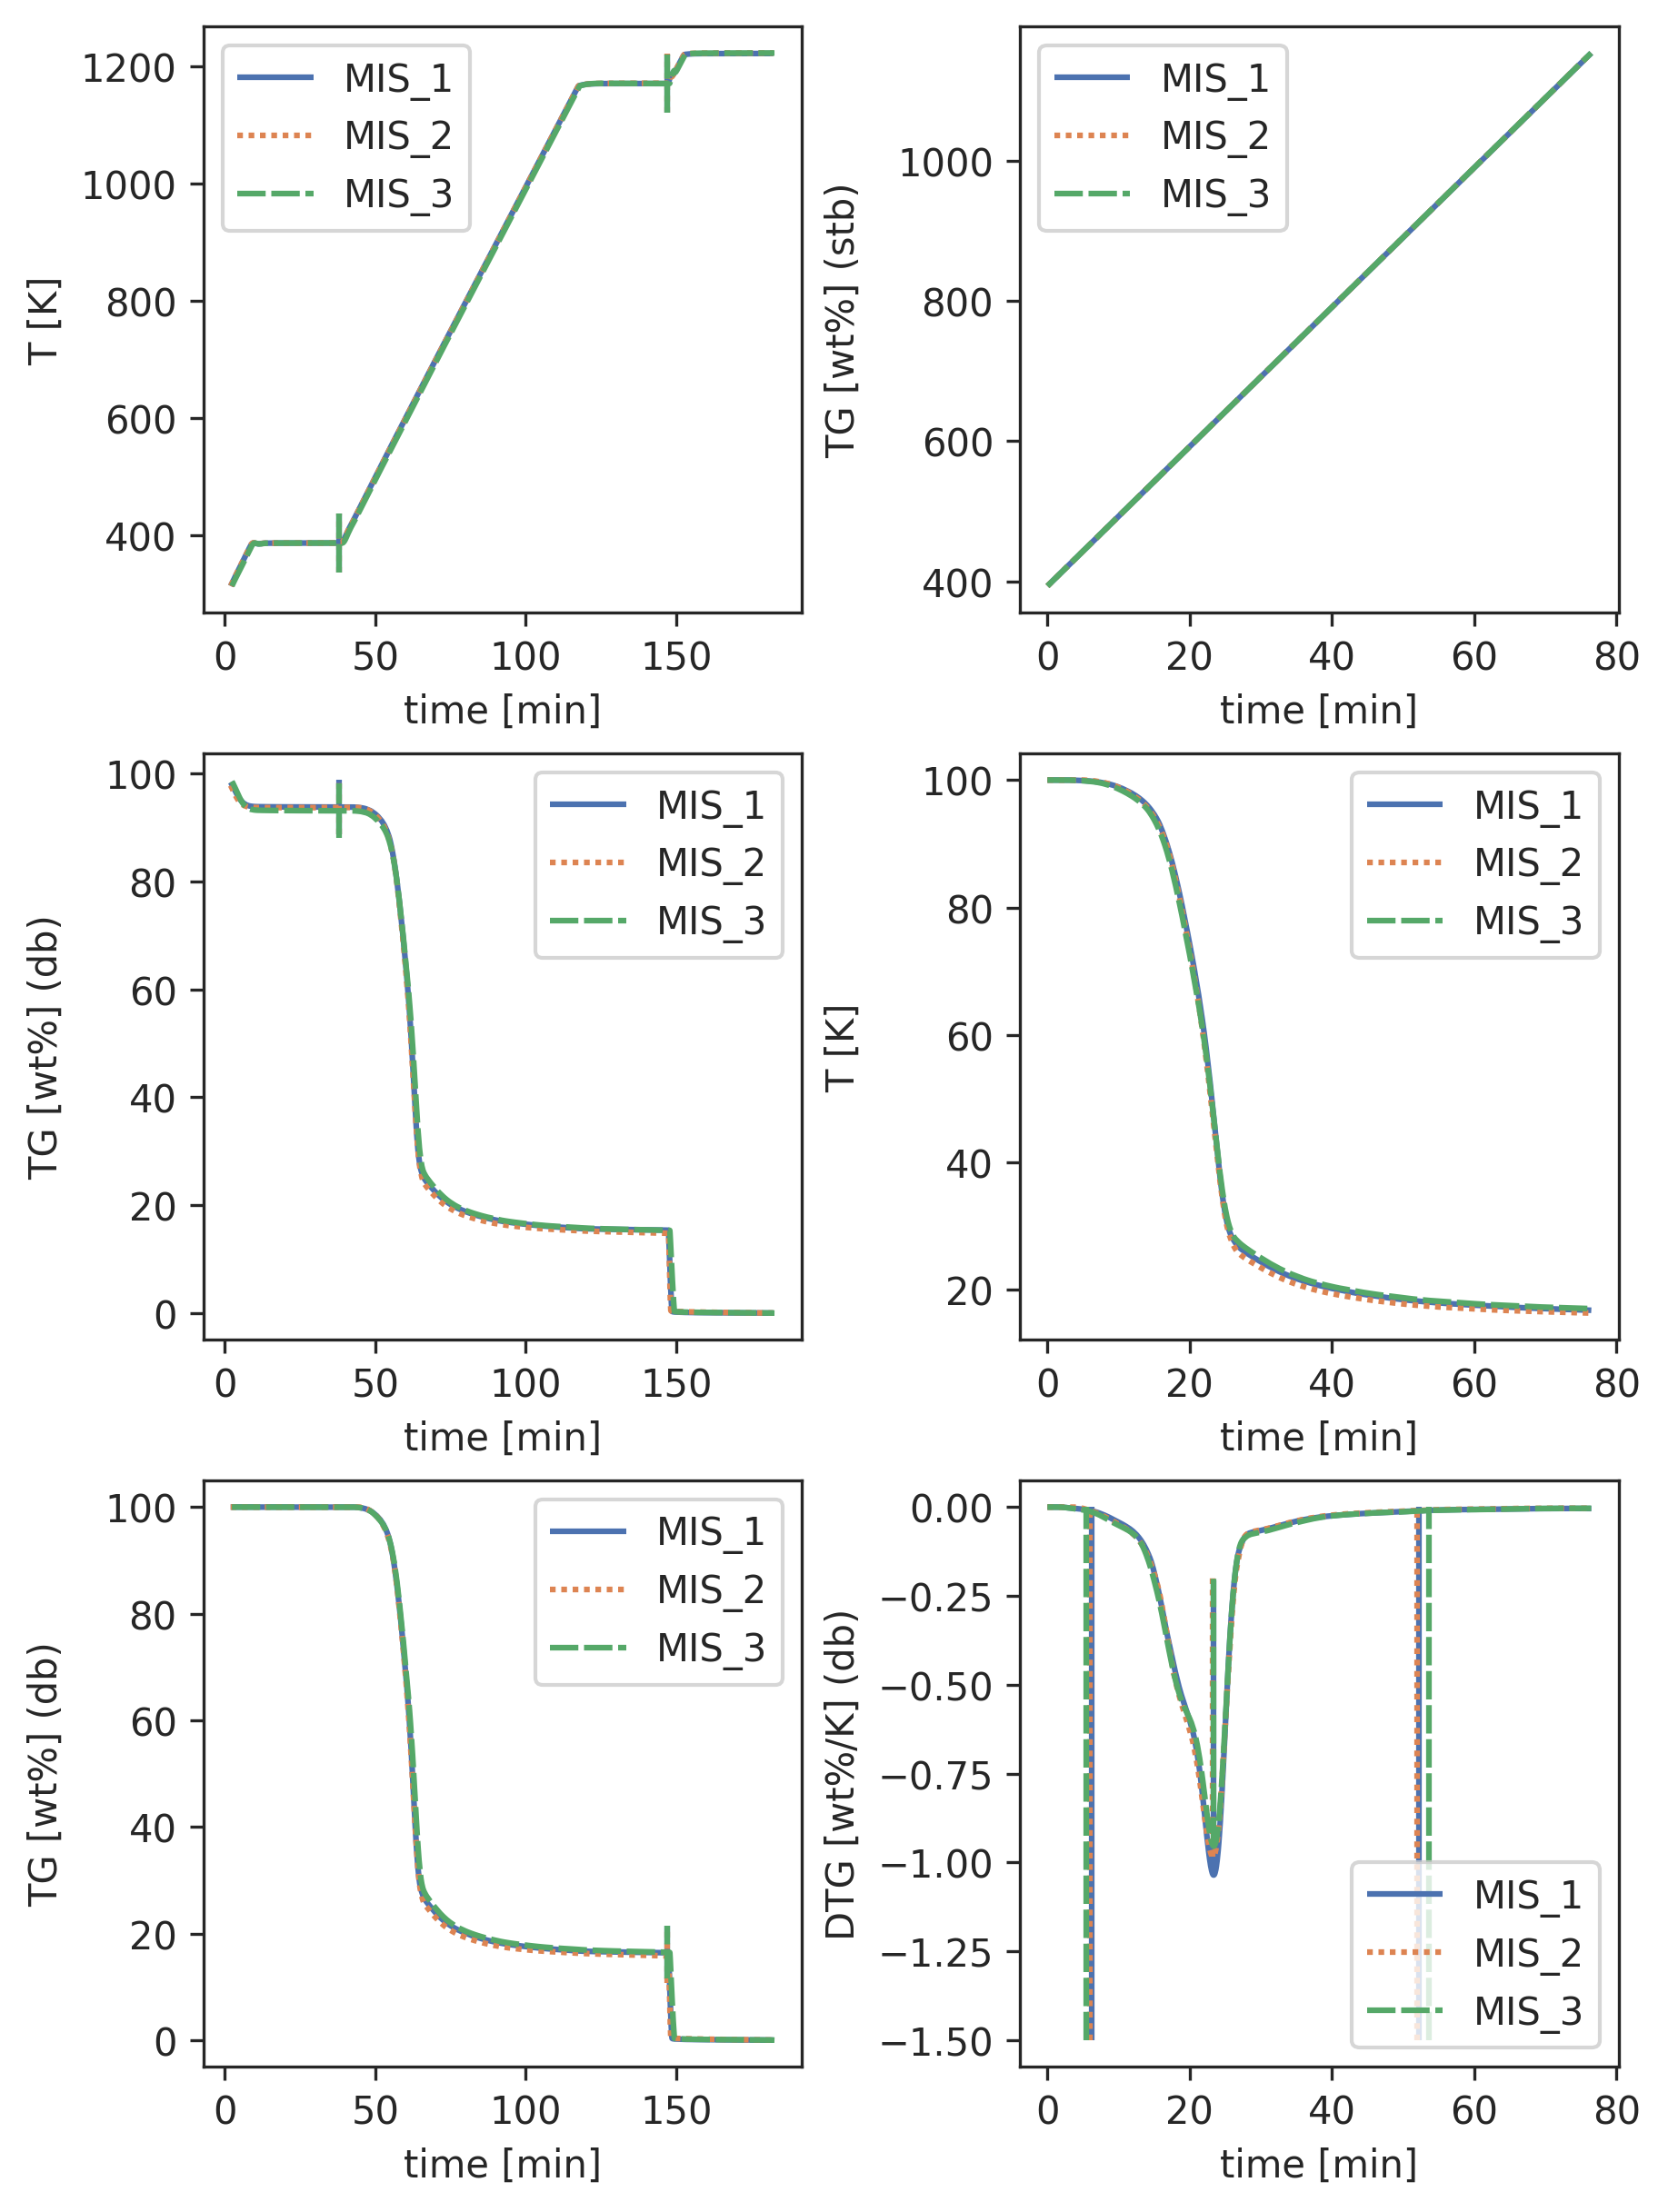 T [K]
1200
1000
800
600
400
MIS_1
MIS_2
MIS_3
0 50 100 150
time [min]
TG [wt%] (stb)
1000
800
600
400
MIS_1
MIS_2
MIS_3
0 20 40 60 80
time [min]
TG [wt%] (db)
100
80
60
40
20
0
MIS_1
MIS_2
MIS_3
0 50 100 150
time [min]
T [K]
100
80
60
40
20
MIS_1
MIS_2
MIS_3
0 20 40 60 80
time [min]
TG [wt%] (db)
100
80
60
40
20
0
MIS_1
MIS_2
MIS_3
0 50 100 150
time [min]
DTG [wt%/K] (db)
0.00
−0.25
−0.50
−0.75
−1.00
−1.25
−1.50
MIS_1
MIS_2
MIS_3
0 20 40 60 80
time [min]